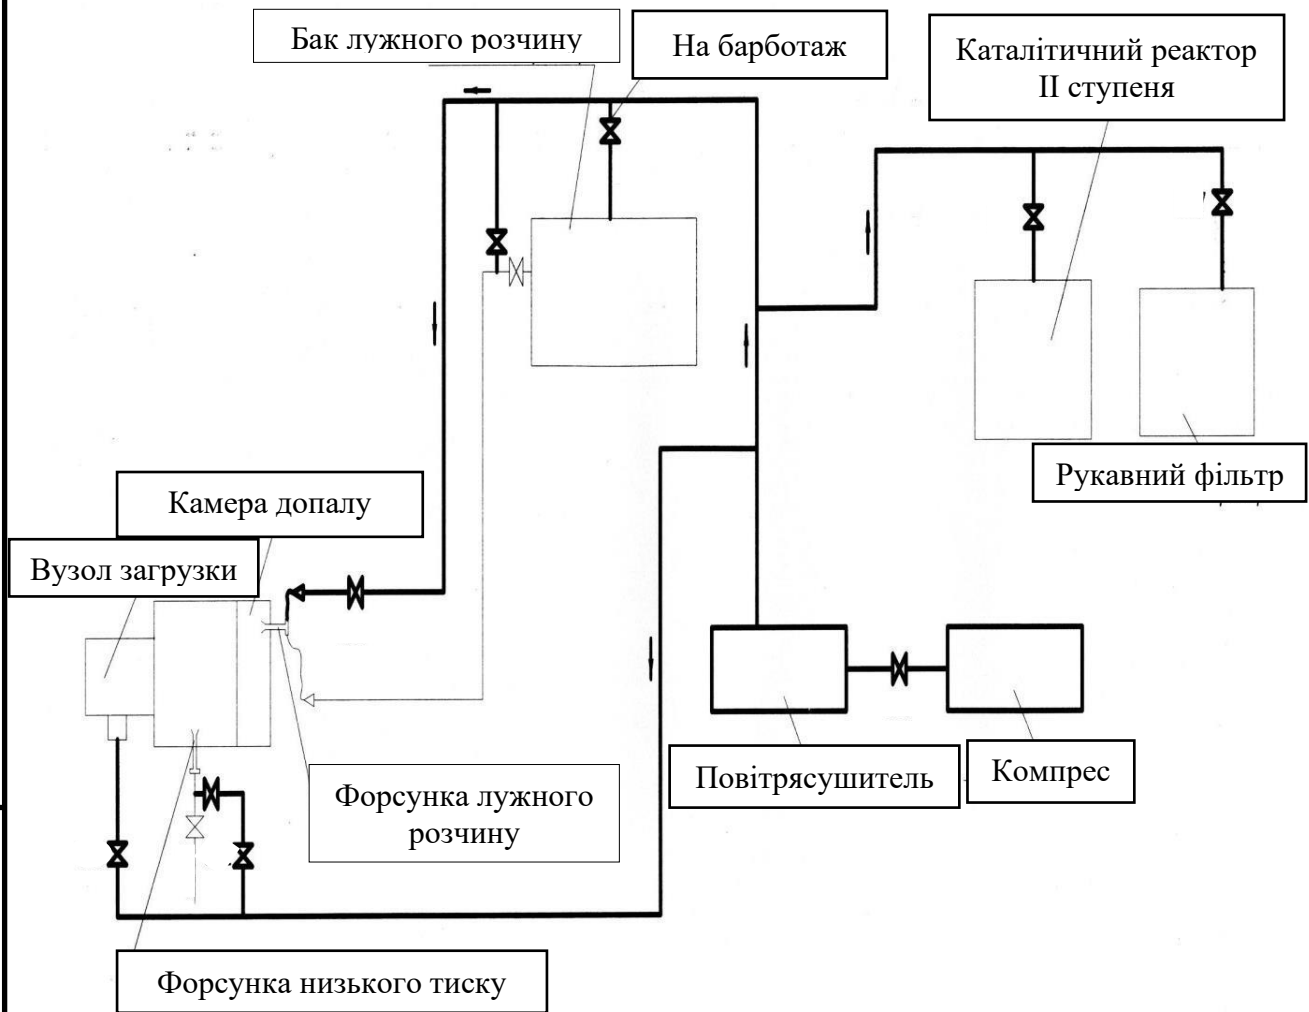 Бак лужного розчину
На барботаж
Каталітичний реактор
II ступеня
Рукавний фільтр
Камера допалу
Вузол загрузки
Форсунка лужного
розчину
Повітрясушитель
Компрес
Форсунка низького тиску